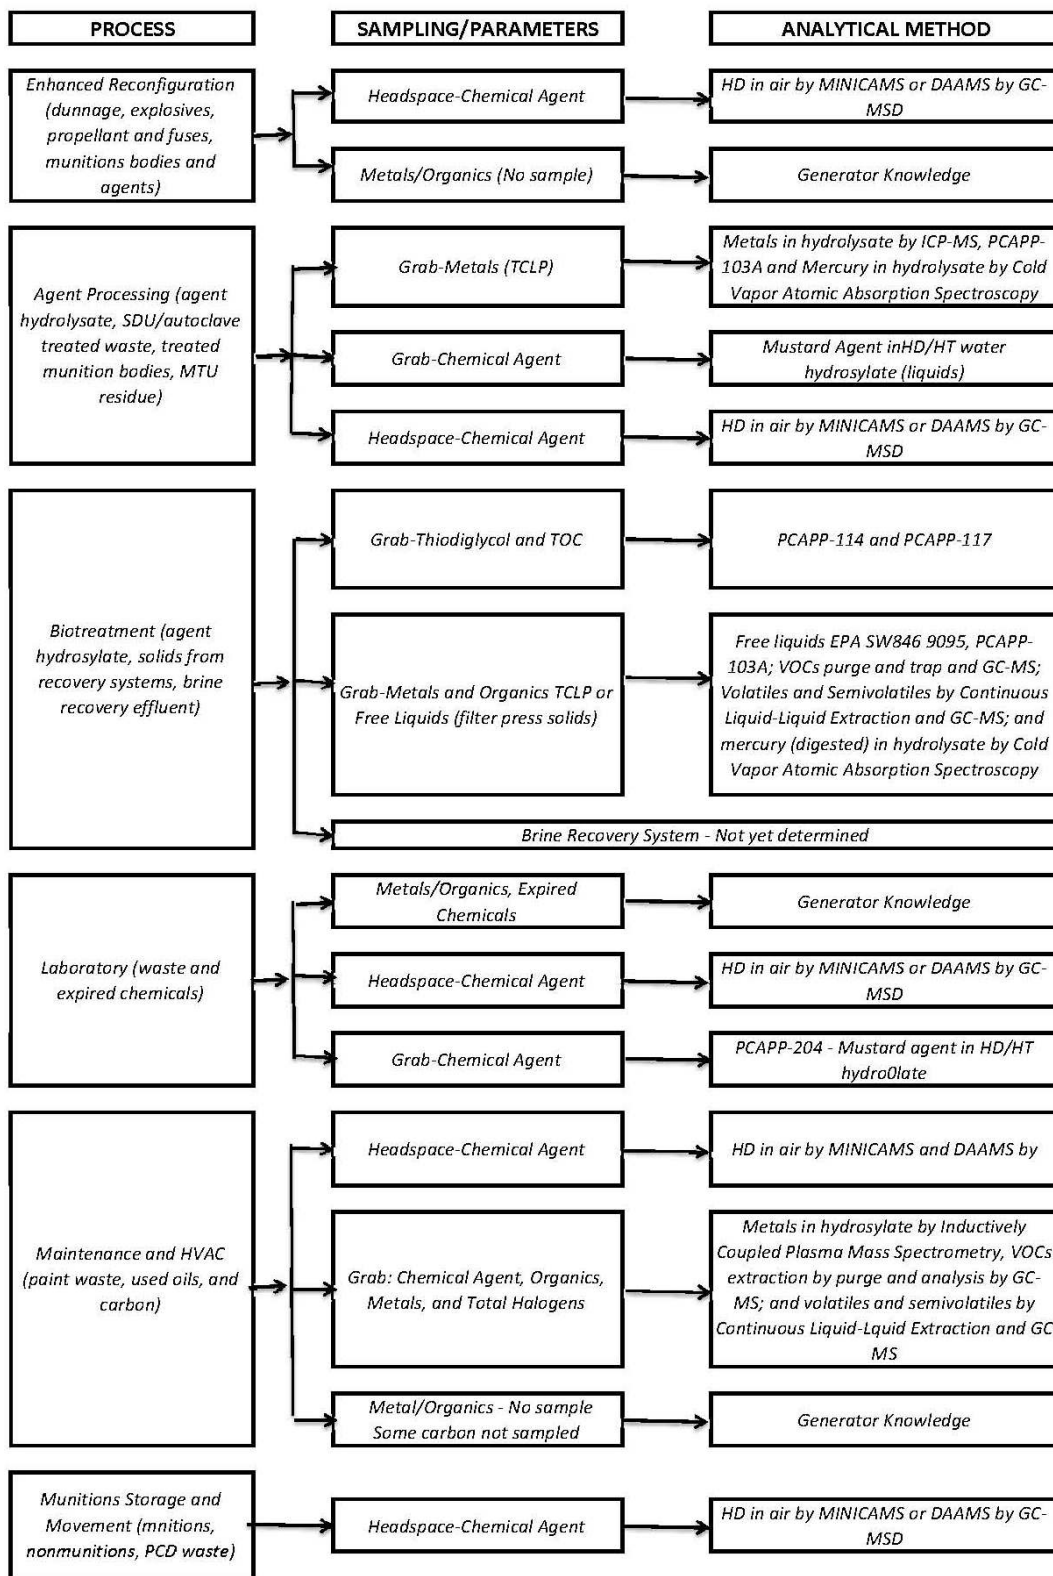 PROCESS
SAMPLING/PARAMETERS
ANALYTICAL METHOD
Enhanced Reconfiguration
(dunnage, explosives,
propellant and fuses,
munitions bodies and
agents)
Headspace-Chemical Agent
HD in air by MINICAMS or DAAMS by GC-
MSD
Metals/Organics (No sample)
Generator Knowledge
Agent Processing (agent
hydrolysate, SDU/autoclave
treated waste, treated
munition bodies, MTU
residue)
Grab-Metals (TCLP)
Metals in hydrolysate by ICP-MS, PCAPP-
103A and Mercury in hydrolysate by Cold
Vapor Atomic Absorption Spectroscopy
Grab-Chemical Agent
Mustard Agent inHD/HT water
hydrosylate (liquids)
Headspace-Chemical Agent
HD in air by MINICAMS or DAAMS by GC-
MSD
Biotreatment (agent
hydrosylate, solids from
recovery systems, brine
recovery effluent)
Grab-Thiodiglycol and TOC
PCAPP-114 and PCAPP-117
Grab-Metals and Organics TCLP or
Free Liquids (filter press solids)
Free liquids EPA SW846 9095, PCAPP-
103A; VOCs purge and trap and GC-MS;
Volatiles and Semivolatiles by Continuous
Liquid-Liquid Extraction and GC-MS; and
mercury (digested) in hydrolysate by Cold
Vapor Atomic Absorption Spectroscopy
Brine Recovery System - Not yet determined
Laboratory (waste and
expired chemicals)
Metals/Organics, Expired
Chemicals
Generator Knowledge
Headspace-Chemical Agent
HD in air by MINICAMS or DAAMS by GC-
MSD
Grab-Chemical Agent
PCAPP-204 - Mustard agent in HD/HT
hydro0late
Maintenance and HVAC
(paint waste, used oils, and
carbon)
Headspace-Chemical Agent
HD in air by MINICAMS and DAAMS by
Grab: Chemical Agent, Organics,
Metals, and Total Halogens
Metals in hydrosylate by Inductively
Coupled Plasma Mass Spectrometry, VOCs
extraction by purge and analysis by GC-
MS; and volatiles and semivolatiles by
Continuous Liquid-Lquid Extraction and GC
MS
Metal/Organics - No sample
Some carbon not sampled
Generator Knowledge
Munitions Storage and
Movement (mnitions,
nonmunitions, PCD waste)
Headspace-Chemical Agent
HD in air by MINICAMS or DAAMS by GC-
MSD